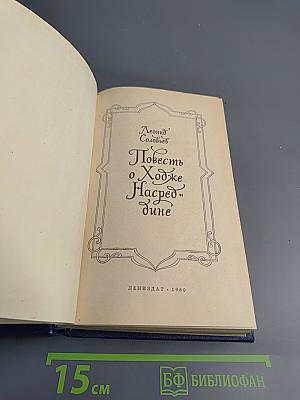 Леонид
Соловьев
Повесть
о Ходже
Насред-
дине
ЛЕНИЗДАТ · 1980
15 см
БФ БИБЛИОФАН